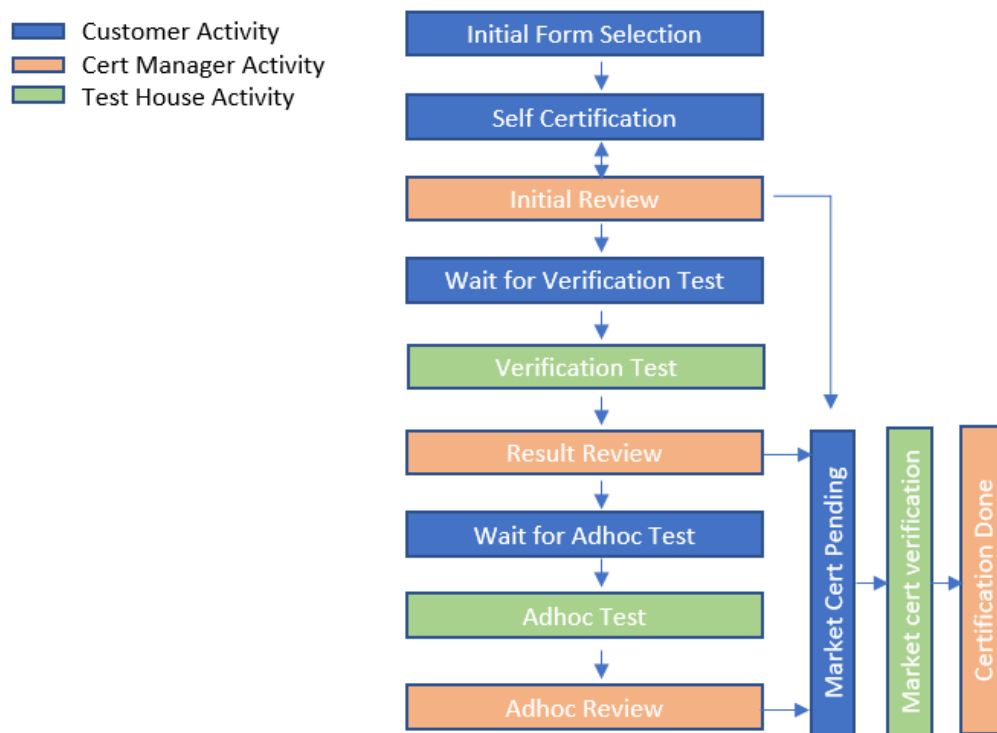 Customer Activity
Cert Manager Activity
Test House Activity
Initial Form Selection
Self Certification
Initial Review
Wait for Verification Test
Verification Test
Result Review
Wait for Adhoc Test
Adhoc Test
Adhoc Review
Market Cert Pending
Market cert verification
Certification Done